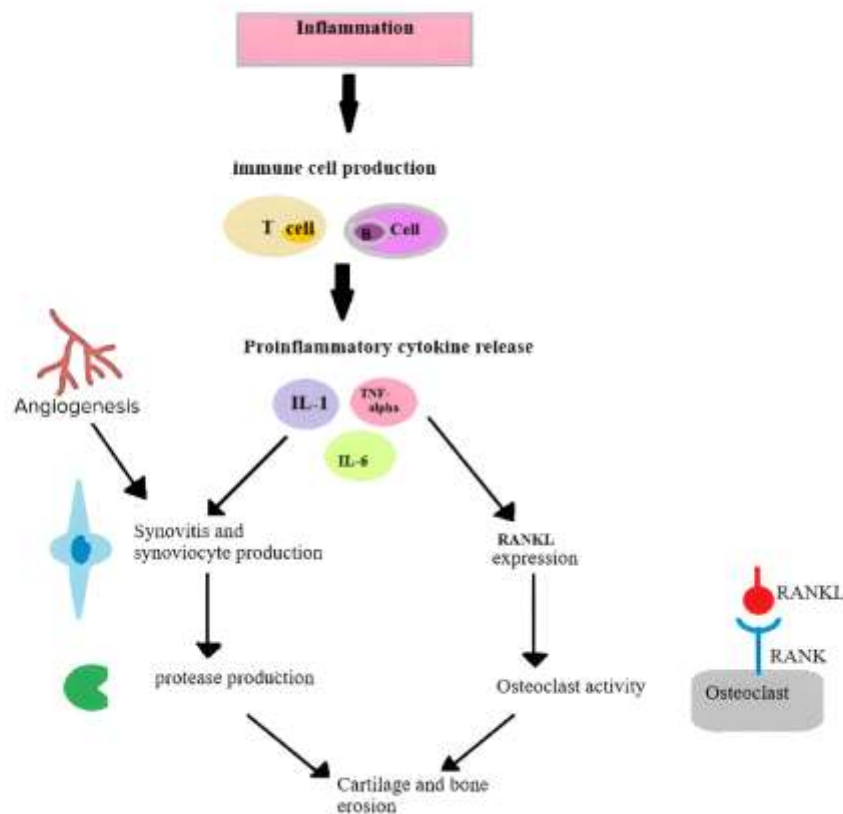 Inflammation
immune cell production
T cell
B Cell
Proinflammatory cytokine release
Angiogenesis
IL-1
TNF-
alpha
IL-6
Synovitis and
synoviocyte production
RANKL
expression
RANKL
RANK
Osteoclast
protease production
Osteoclast activity
Cartilage and bone
erosion